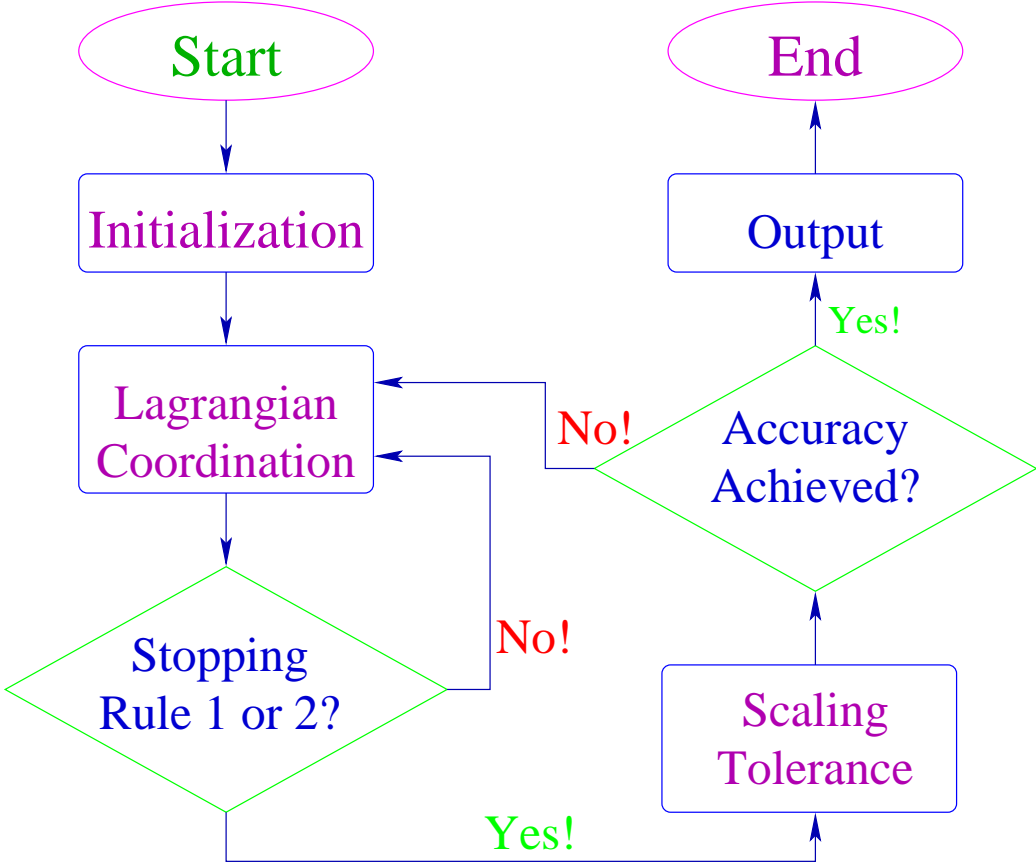 Start
Initialization
Lagrangian
Coordination
Stopping
Rule 1 or 2?
No!
Yes!
Scaling
Tolerance
Accuracy
Achieved?
No!
Yes!
Output
End